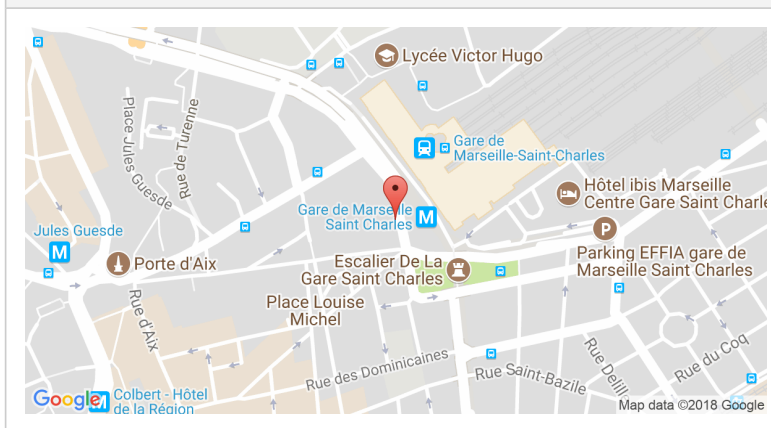 Lycée Victor Hugo
Place Jules Guesde
Rue de Turenne
Gare de
Marseille-Saint-Charles
Hôtel ibis Marseille
Centre Gare Saint Charle
Gare de Marseille
Saint Charles
M
P
Jules Guesde
M
Porte d'Aix
Escalier De La
Gare Saint Charles
Parking EFFIA gare de
Marseille Saint Charles
Rue d'Aix
Place Louise
Michel
Rue des Dominicaines
Rue Saint-Bazile
Rue Delille
Rue du Coq
Google
Colbert - Hôtel
de la Région
Map data ©2018 Google